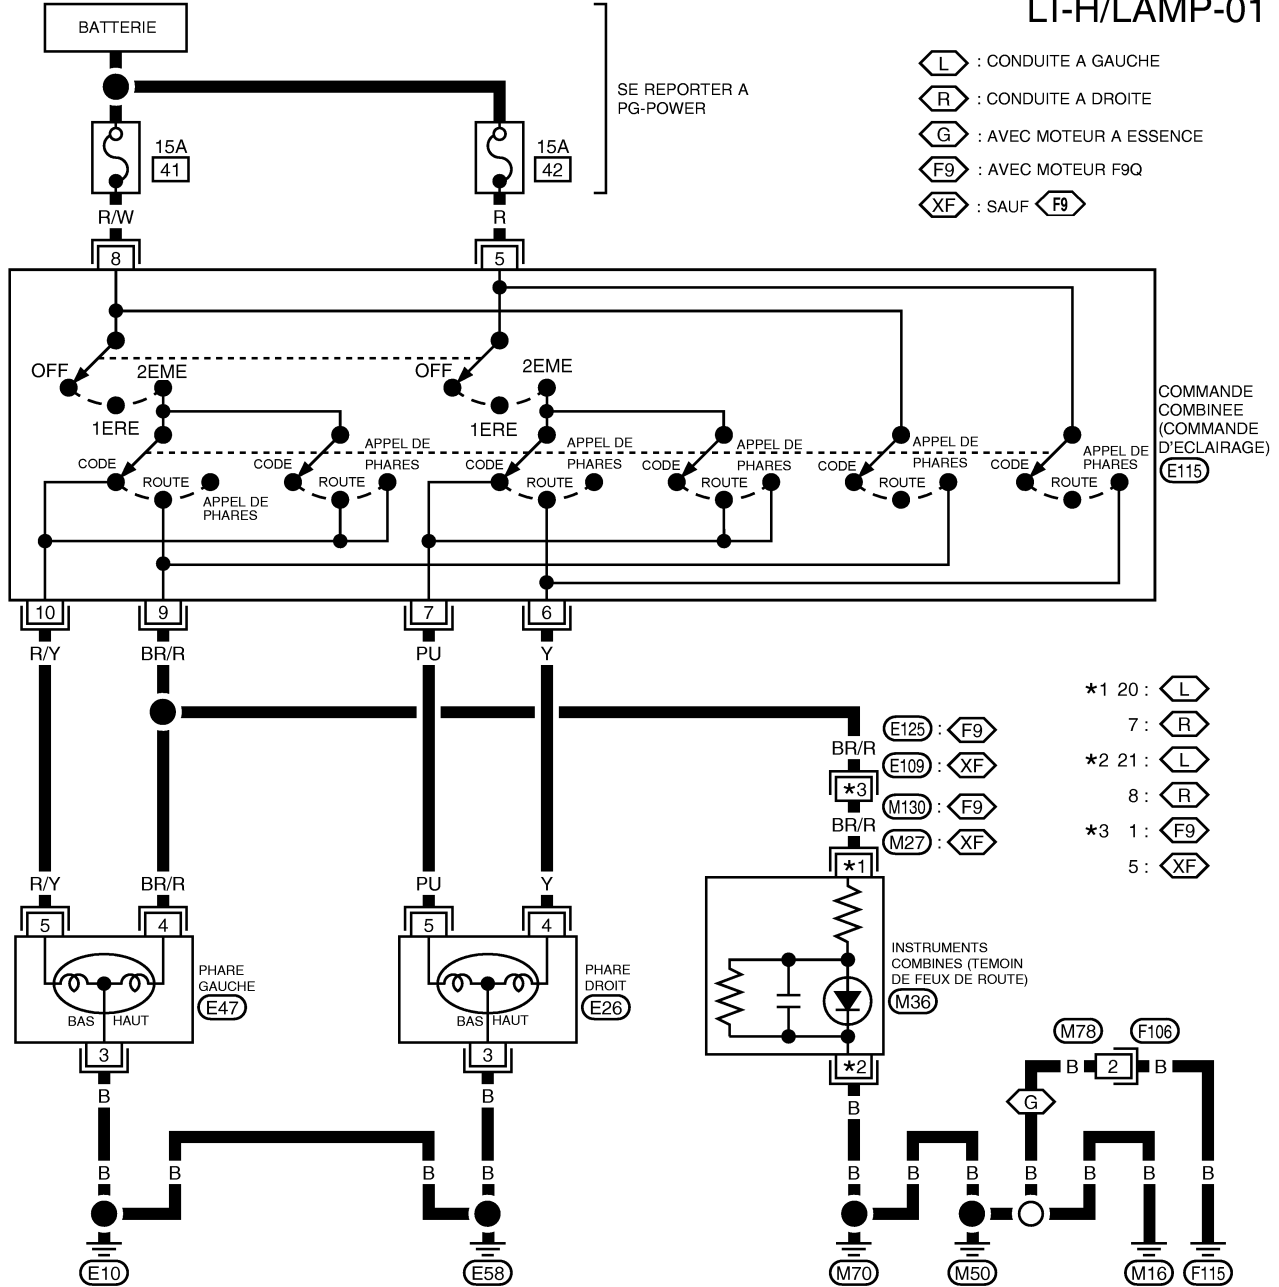 LT-H/LAMP-01
BATTERIE
SE REPORTER A
PG-POWER
L : CONDUITE A GAUCHE
R : CONDUITE A DROITE
G : AVEC MOTEUR A ESSENCE
F9 : AVEC MOTEUR F9Q
XF : SAUF F9
15A
41
15A
42
R/W
R
8
5
OFF
1ERE
2EME
OFF
1ERE
2EME
COMMANDE
COMBINEE
(COMMANDE
D'ECLAIRAGE)
E115
CODE
ROUTE
APPEL DE
PHARES
CODE
ROUTE
APPEL DE
PHARES
CODE
ROUTE
APPEL DE
PHARES
CODE
ROUTE
APPEL DE
PHARES
CODE
ROUTE
APPEL DE
PHARES
CODE
ROUTE
APPEL DE
PHARES
10
9
7
6
R/Y
BR/R
PU
Y
*1 20 : L
7 : R
*2 21 : L
8 : R
*3 1 : F9
5 : XF
E125 : F9
BR/R
E109 : XF
*3
M130 : F9
BR/R
M27 : XF
*1
R/Y
BR/R
PU
Y
5
4
5
4
PHARE
GAUCHE
E47
BAS
HAUT
PHARE
DROIT
E26
BAS
HAUT
INSTRUMENTS
COMBINES (TEMOIN
DE FEUX DE ROUTE)
M36
3
3
*2
M78
F106
B
2
B
G
B
B
B
B
B
B
B
B
B
B
B
B
B
E10
E58
M70
M50
M16
F115